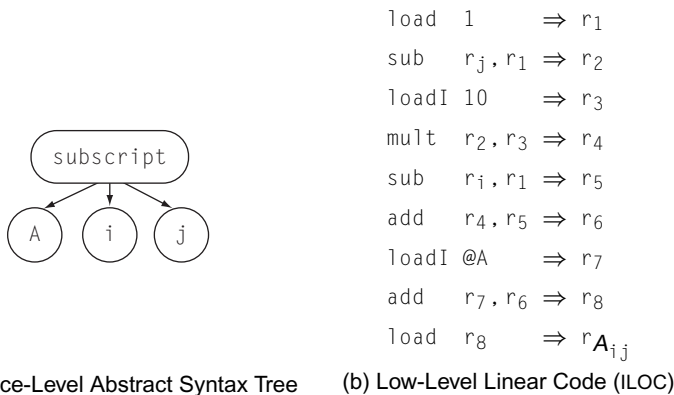 subscript
A i j
load 1 ⇒ r1
sub rj, r1 ⇒ r2
loadI 10 ⇒ r3
mult r2, r3 ⇒ r4
sub ri, r1 ⇒ r5
add r4, r5 ⇒ r6
loadI @A ⇒ r7
add r7, r6 ⇒ r8
load r8 ⇒ rAij
ce-Level Abstract Syntax Tree
(b) Low-Level Linear Code (ILOC)